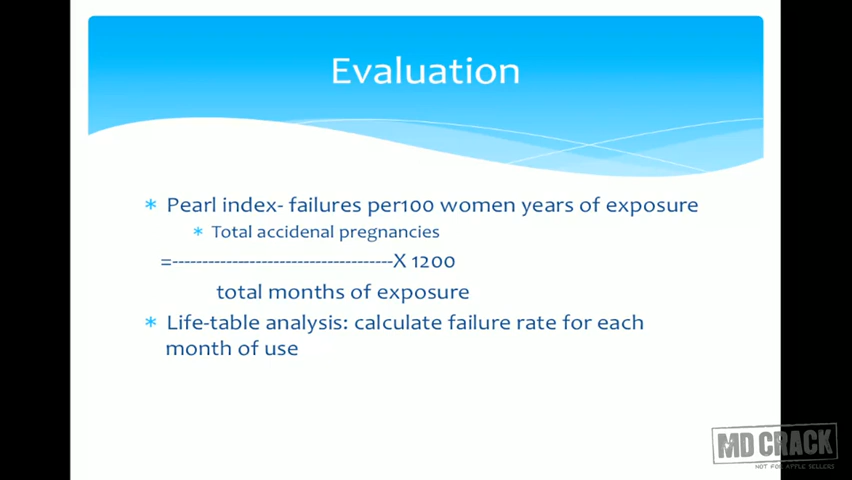 Evaluation
* Pearl index- failures per100 women years of exposure
* Total accidenal pregnancies
=-------------------------------------X 1200
total months of exposure
* Life-table analysis: calculate failure rate for each
month of use
MD CRACK
NOT FOR APPLE SELLERS